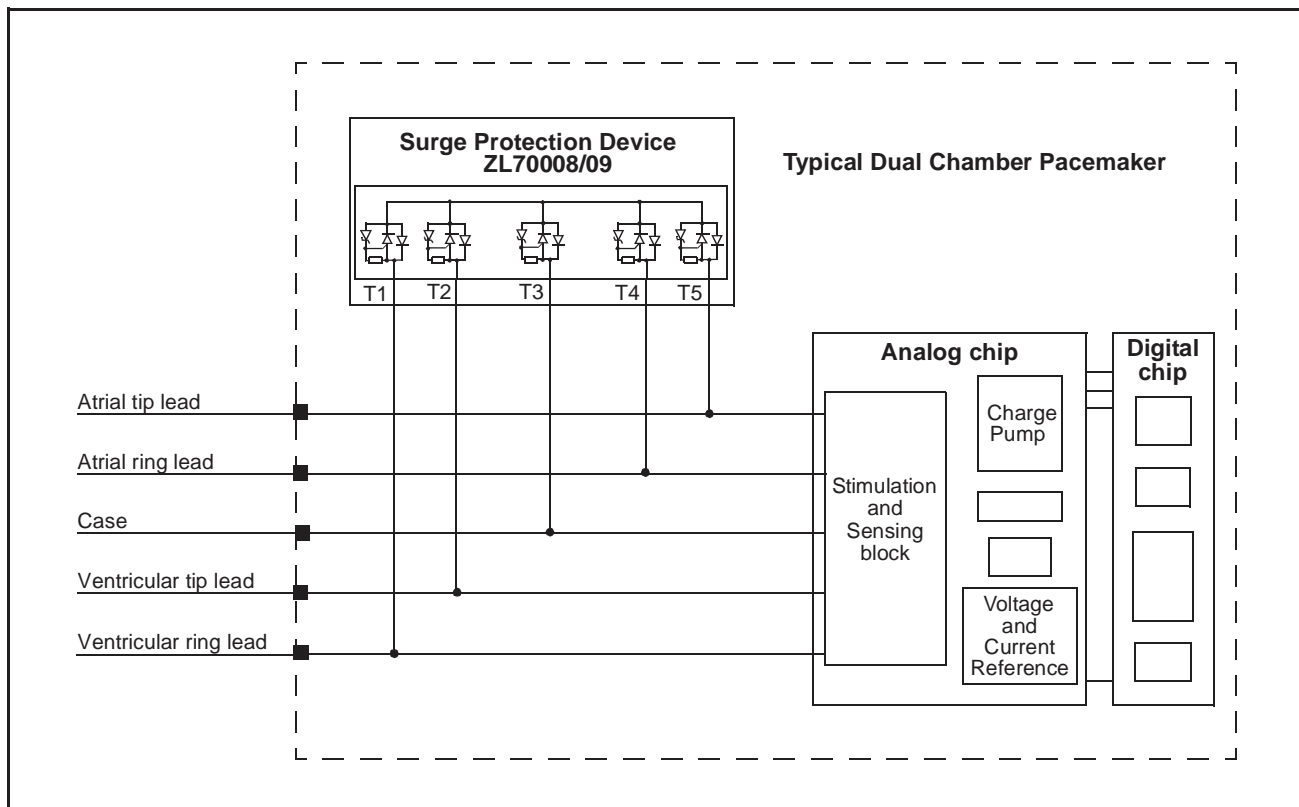 Surge Protection Device
ZL70008/09
Typical Dual Chamber Pacemaker
T1
T2
T3
T4
T5
Atrial tip lead
Atrial ring lead
Case
Ventricular tip lead
Ventricular ring lead
Analog chip
Stimulation
and
Sensing
block
Charge
Pump
Voltage
and
Current
Reference
Digital
chip